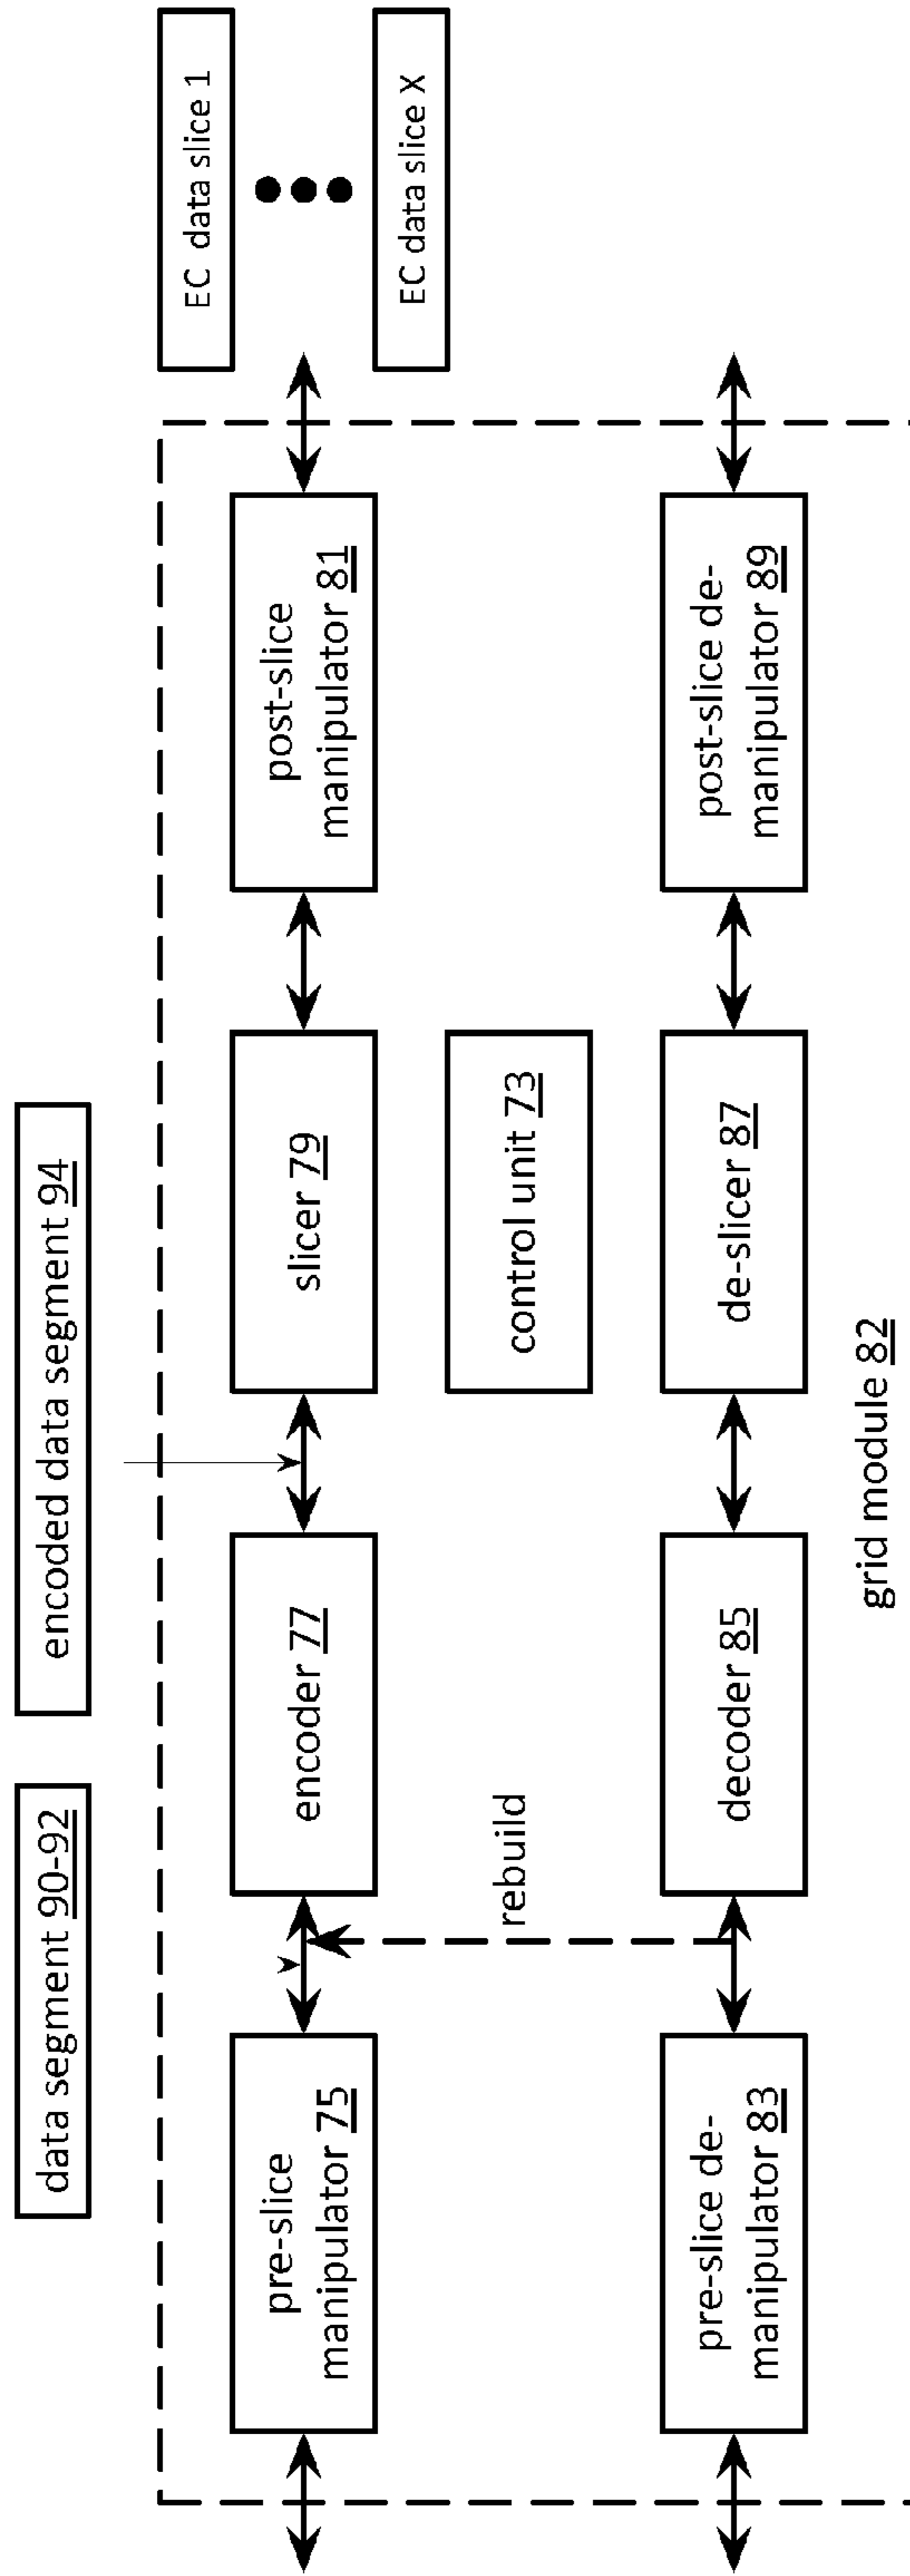 data segment 90-92
encoded data segment 94
EC data slice 1
EC data slice X
pre-slice
manipulator 75
encoder 77
slicer 79
post-slice
manipulator 81
rebuild
control unit 73
pre-slice de-
manipulator 83
decoder 85
de-slicer 87
post-slice de-
manipulator 89
grid module 82